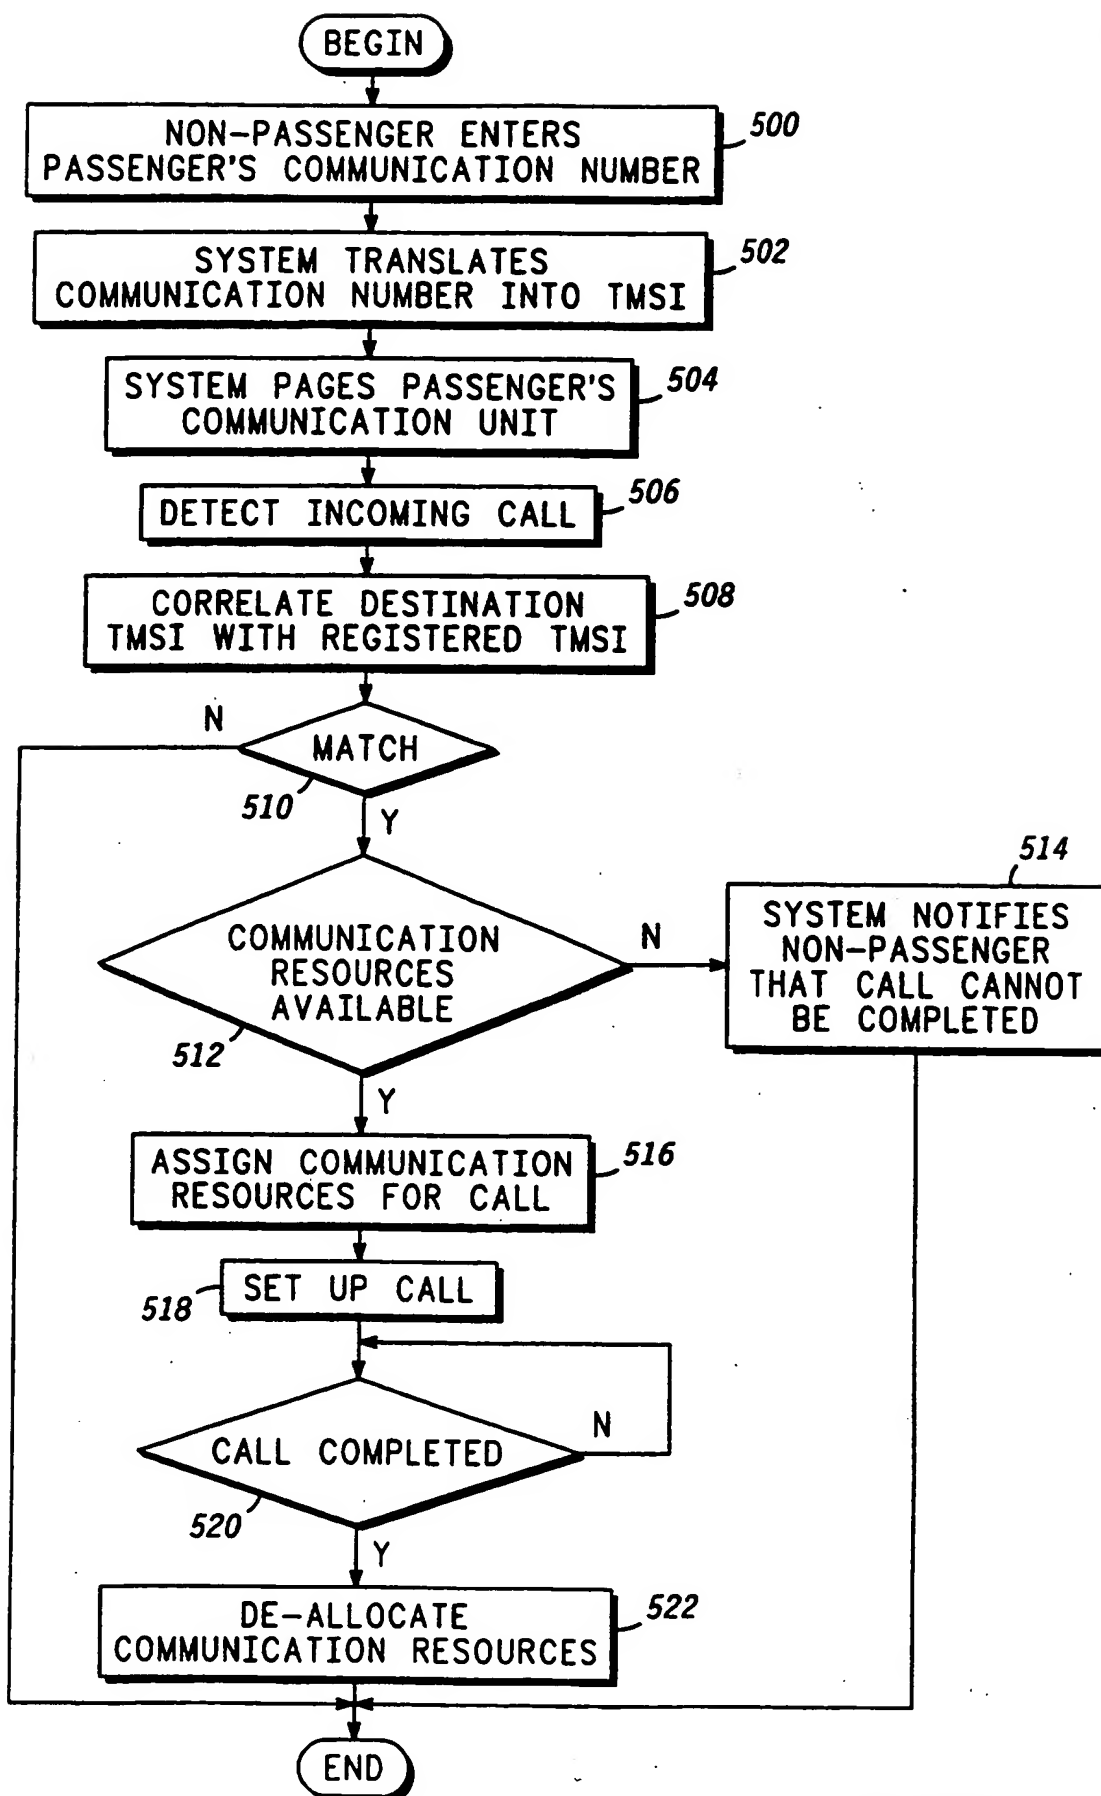 BEGIN
NON-PASSENGER ENTERS
PASSENGER'S COMMUNICATION NUMBER
500
SYSTEM TRANSLATES
COMMUNICATION NUMBER INTO TMSI
502
SYSTEM PAGES PASSENGER'S
COMMUNICATION UNIT
504
DETECT INCOMING CALL
506
CORRELATE DESTINATION
TMSI WITH REGISTERED TMSI
508
N
MATCH
510
Y
COMMUNICATION
RESOURCES
AVAILABLE
512
N
514
SYSTEM NOTIFIES
NON-PASSENGER
THAT CALL CANNOT
BE COMPLETED
Y
ASSIGN COMMUNICATION
RESOURCES FOR CALL
516
SET UP CALL
518
CALL COMPLETED
N
520
Y
DE-ALLOCATE
COMMUNICATION RESOURCES
522
END